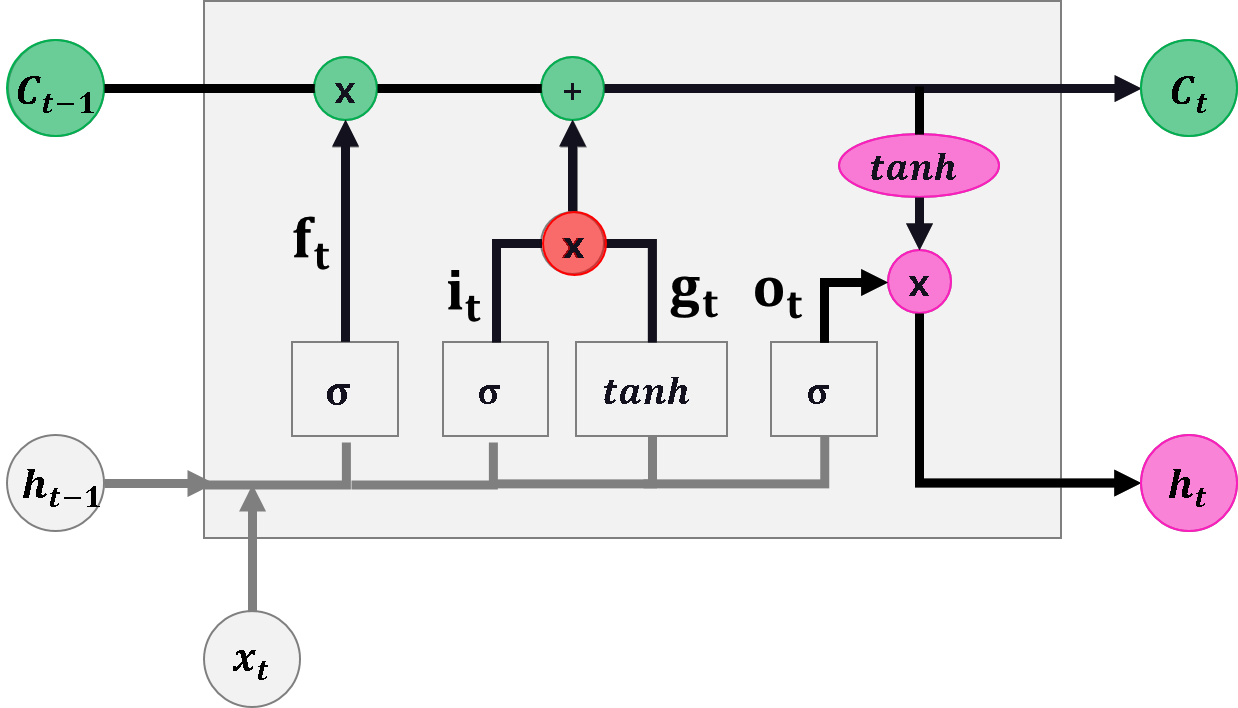 C_{t-1}
x
+
C_t
tanh
f_t
x
i_t
g_t
o_t
x
σ
σ
tanh
σ
h_{t-1}
h_t
x_t